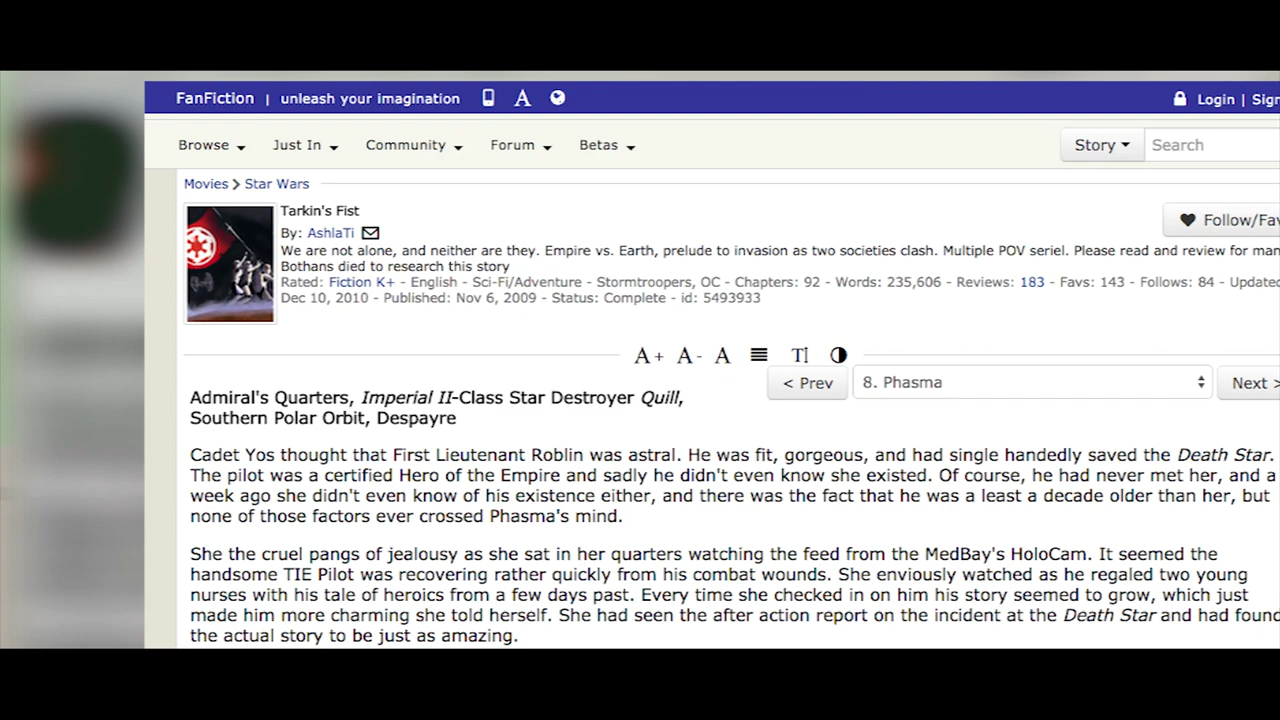 FanFiction | unleash your imagination A Login | Sign
Browse Just In Community Forum Betas Story Search
Movies Star Wars
Tarkin's Fist
By: AshlaTi Follow/Fav
We are not alone, and neither are they. Empire vs. Earth, prelude to invasion as two societies clash. Multiple POV seriel. Please read and review for man
Bothans died to research this story
Rated: Fiction K+ - English - Sci-Fi/Adventure - Stormtroopers, OC - Chapters: 92 - Words: 235,606 - Reviews: 183 - Favs: 143 - Follows: 84 - Updated
Dec 10, 2010 - Published: Nov 6, 2009 - Status: Complete - id: 5493933
A+ A- A T
< Prev 8. Phasma Next >
Admiral's Quarters, Imperial II-Class Star Destroyer Quill,
Southern Polar Orbit, Despayre
Cadet Yos thought that First Lieutenant Roblin was astral. He was fit, gorgeous, and had single handedly saved the Death Star.
The pilot was a certified Hero of the Empire and sadly he didn't even know she existed. Of course, he had never met her, and a
week ago she didn't even know of his existence either, and there was the fact that he was a least a decade older than her, but
none of those factors ever crossed Phasma's mind.
She the cruel pangs of jealousy as she sat in her quarters watching the feed from the MedBay's HoloCam. It seemed the
handsome TIE Pilot was recovering rather quickly from his combat wounds. She enviously watched as he regaled two young
nurses with his tale of heroics from a few days past. Every time she checked in on him his story seemed to grow, which just
made him more charming she told herself. She had seen the after action report on the incident at the Death Star and had found
the actual story to be just as amazing.